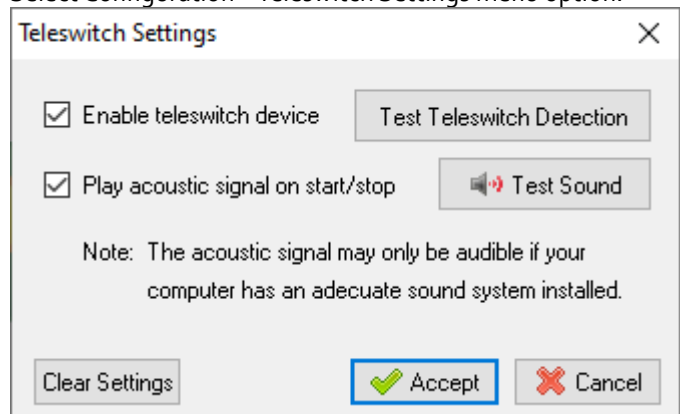 Select Configuration - Teleswitch Settings menu option.
Teleswitch Settings
Enable teleswitch device
Test Teleswitch Detection
Play acoustic signal on start/stop
Test Sound
Note: The acoustic signal may only be audible if your
computer has an adecuate sound system installed.
Clear Settings
Accept
Cancel